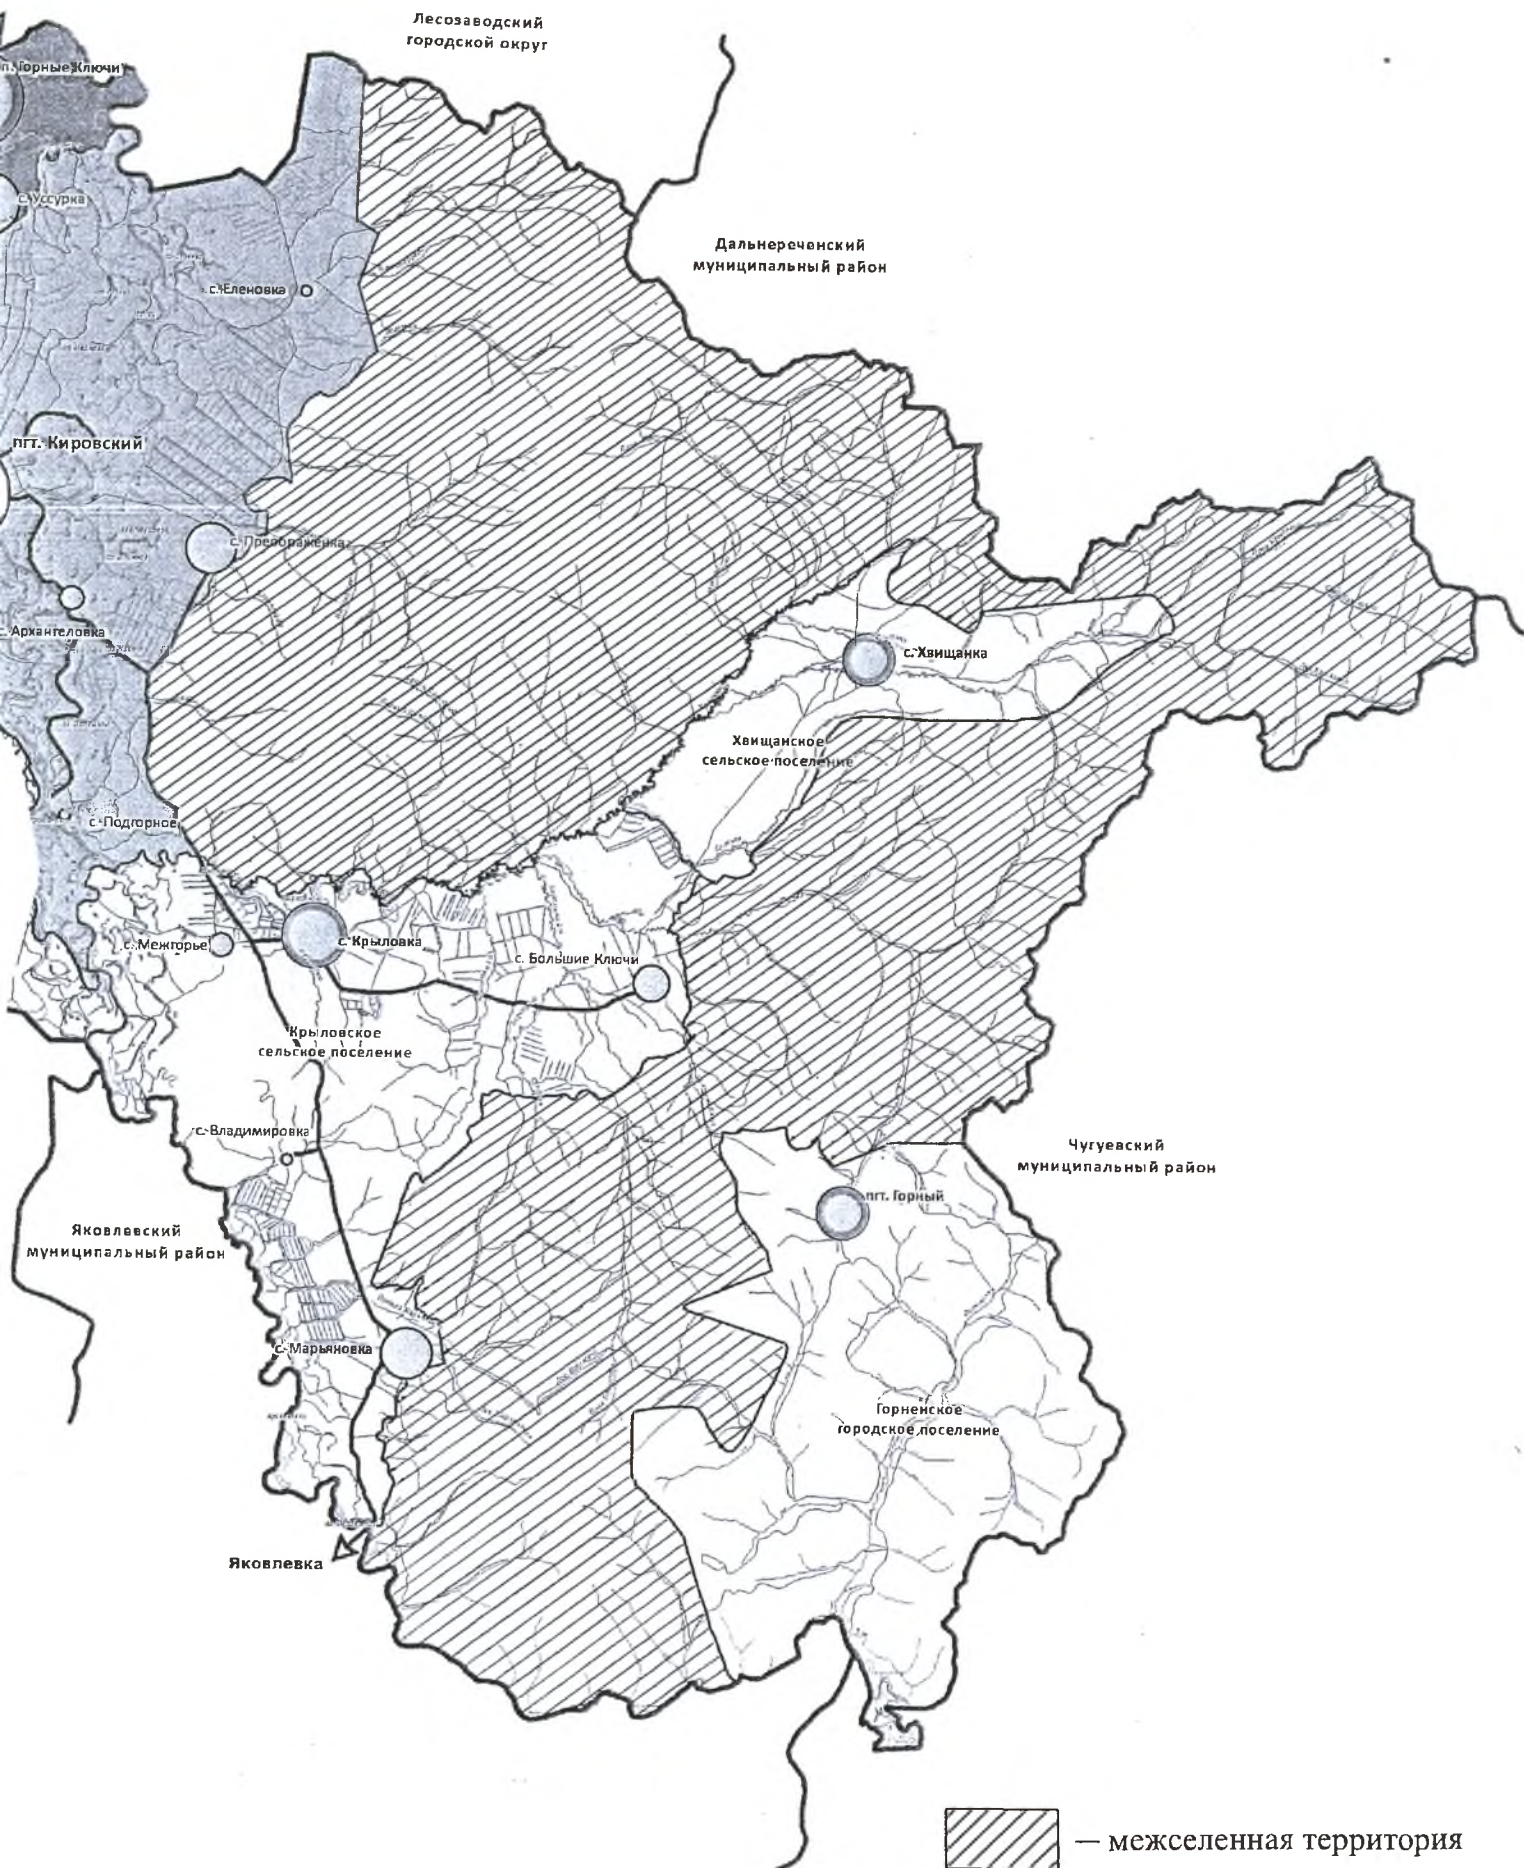 Лесозаводский
городской округ
п. Горные Ключи
с. Уссурка
Дальнереченский
муниципальный район
с. Еленовка
пгт. Кировский
с. Преображенка
с. Архангеловка
с. Хвищанка
Хвищанское
сельское поселение
с. Подгорное
с. Межгорье
с. Крыловка
с. Большие Ключи
Крыловское
сельское поселение
с. Владимировка
Чугуевский
муниципальный район
пгт. Горный
Яковлевский
муниципальный район
с. Марьяновка
Горненское
городское поселение
Яковлевка
— межселенная территория